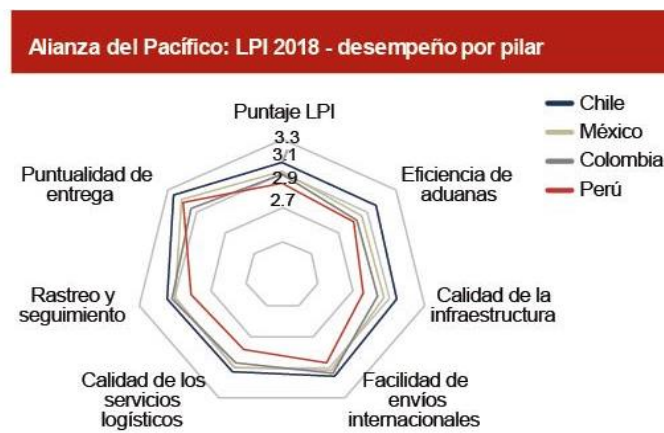 Alianza del Pacífico: LPI 2018 - desempeño por pilar
Puntaje LPI
3.3
3.1
2.9
2.7
Chile
México
Colombia
Perú
Eficiencia de
aduanas
Calidad de la
infraestructura
Facilidad de
envíos
internacionales
Calidad de los
servicios
logísticos
Rastreo y
seguimiento
Puntualidad de
entrega